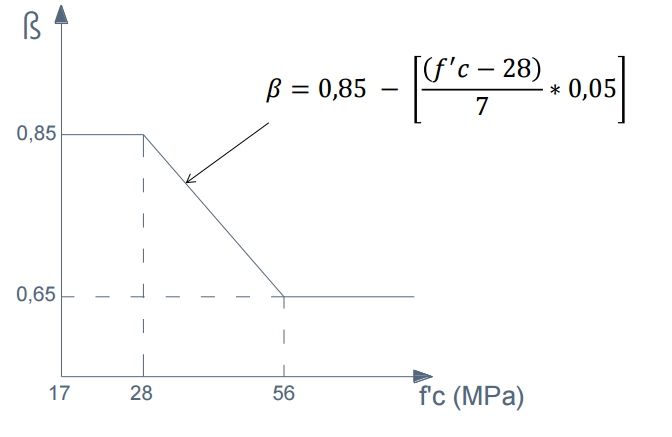 ß
β = 0,85 − [(f'c − 28) / 7 * 0,05]
0,85
0,65
17 28 56 f'c (MPa)